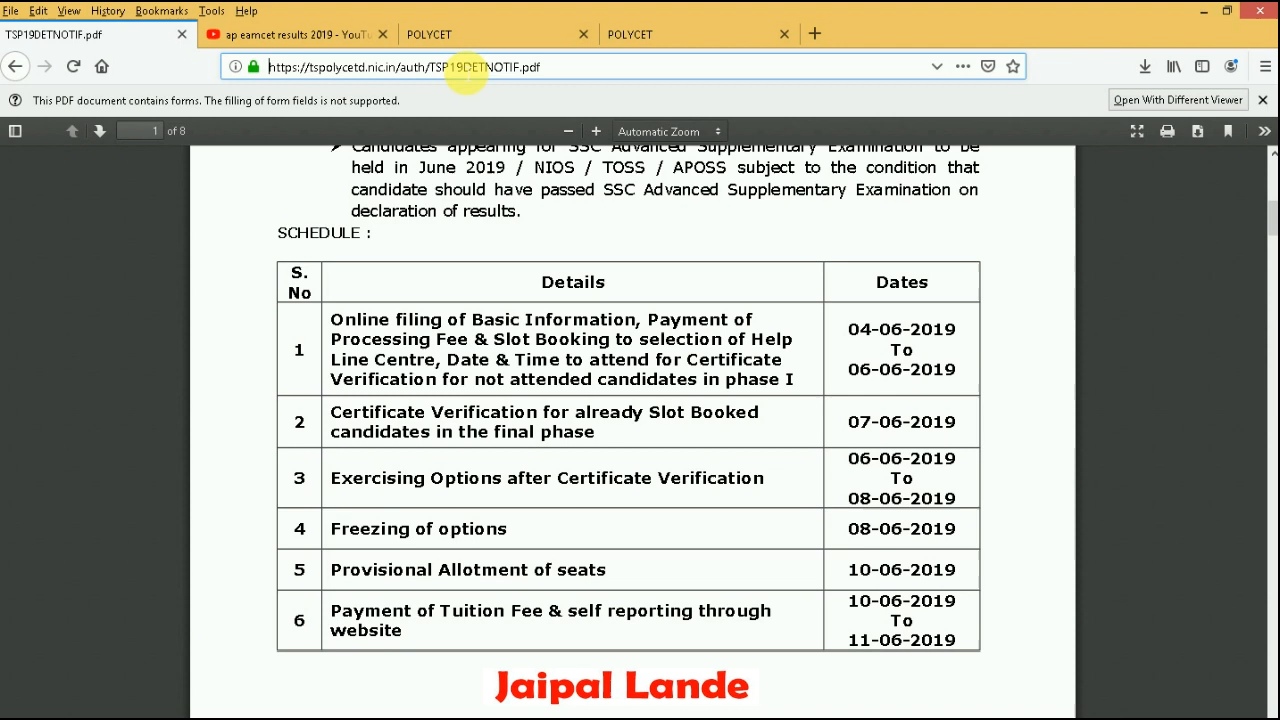 File Edit View History Bookmarks Tools Help
TSP19DETNOTIF.pdf
ap eamcet results 2019 - YouTu
POLYCET
POLYCET
https://tspolycetd.nic.in/auth/TSP19DETNOTIF.pdf
This PDF document contains forms. The filling of form fields is not supported.
Open With Different Viewer
1 of 8
Automatic Zoom
Candidates appearing for SSC Advanced Supplementary Examination to be
held in June 2019 / NIOS / TOSS / APOSS subject to the condition that
candidate should have passed SSC Advanced Supplementary Examination on
declaration of results.
SCHEDULE :
S. No
Details
Dates
1
Online filing of Basic Information, Payment of
Processing Fee & Slot Booking to selection of Help
Line Centre, Date & Time to attend for Certificate
Verification for not attended candidates in phase I
04-06-2019
To
06-06-2019
2
Certificate Verification for already Slot Booked
candidates in the final phase
07-06-2019
3
Exercising Options after Certificate Verification
06-06-2019
To
08-06-2019
4
Freezing of options
08-06-2019
5
Provisional Allotment of seats
10-06-2019
6
Payment of Tuition Fee & self reporting through
website
10-06-2019
To
11-06-2019
Jaipal Lande